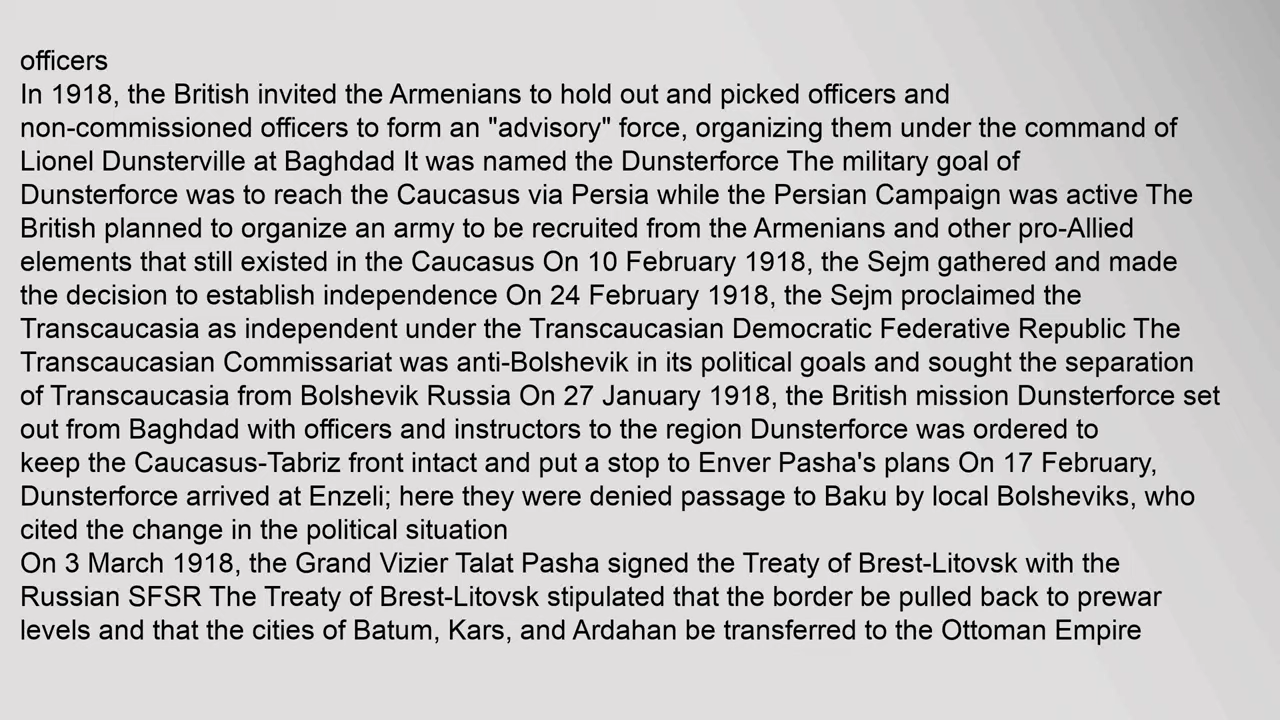 officers
In 1918, the British invited the Armenians to hold out and picked officers and
non-commissioned officers to form an "advisory" force, organizing them under the command of
Lionel Dunsterville at Baghdad It was named the Dunsterforce The military goal of
Dunsterforce was to reach the Caucasus via Persia while the Persian Campaign was active The
British planned to organize an army to be recruited from the Armenians and other pro-Allied
elements that still existed in the Caucasus On 10 February 1918, the Sejm gathered and made
the decision to establish independence On 24 February 1918, the Sejm proclaimed the
Transcaucasia as independent under the Transcaucasian Democratic Federative Republic The
Transcaucasian Commissariat was anti-Bolshevik in its political goals and sought the separation
of Transcaucasia from Bolshevik Russia On 27 January 1918, the British mission Dunsterforce set
out from Baghdad with officers and instructors to the region Dunsterforce was ordered to
keep the Caucasus-Tabriz front intact and put a stop to Enver Pasha's plans On 17 February,
Dunsterforce arrived at Enzeli; here they were denied passage to Baku by local Bolsheviks, who
cited the change in the political situation
On 3 March 1918, the Grand Vizier Talat Pasha signed the Treaty of Brest-Litovsk with the
Russian SFSR The Treaty of Brest-Litovsk stipulated that the border be pulled back to prewar
levels and that the cities of Batum, Kars, and Ardahan be transferred to the Ottoman Empire